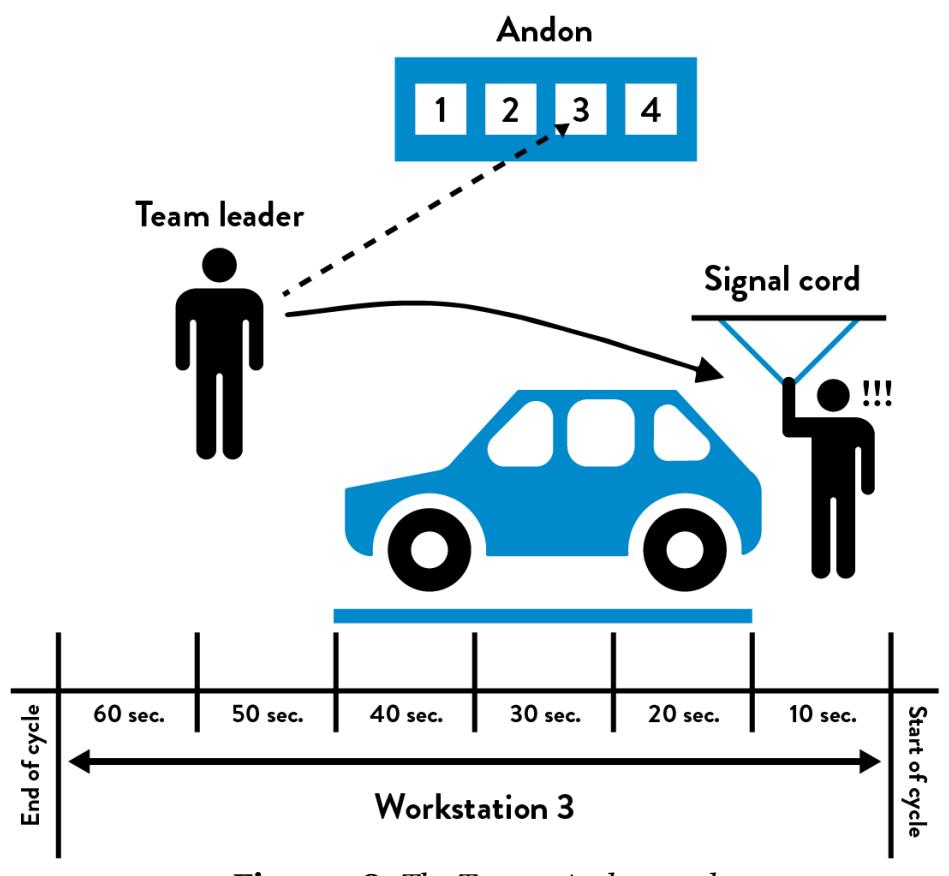 Andon
1 2 3 4
Team leader
Signal cord
!!!
60 sec. 50 sec. 40 sec. 30 sec. 20 sec. 10 sec.
End of cycle
Start of cycle
Workstation 3